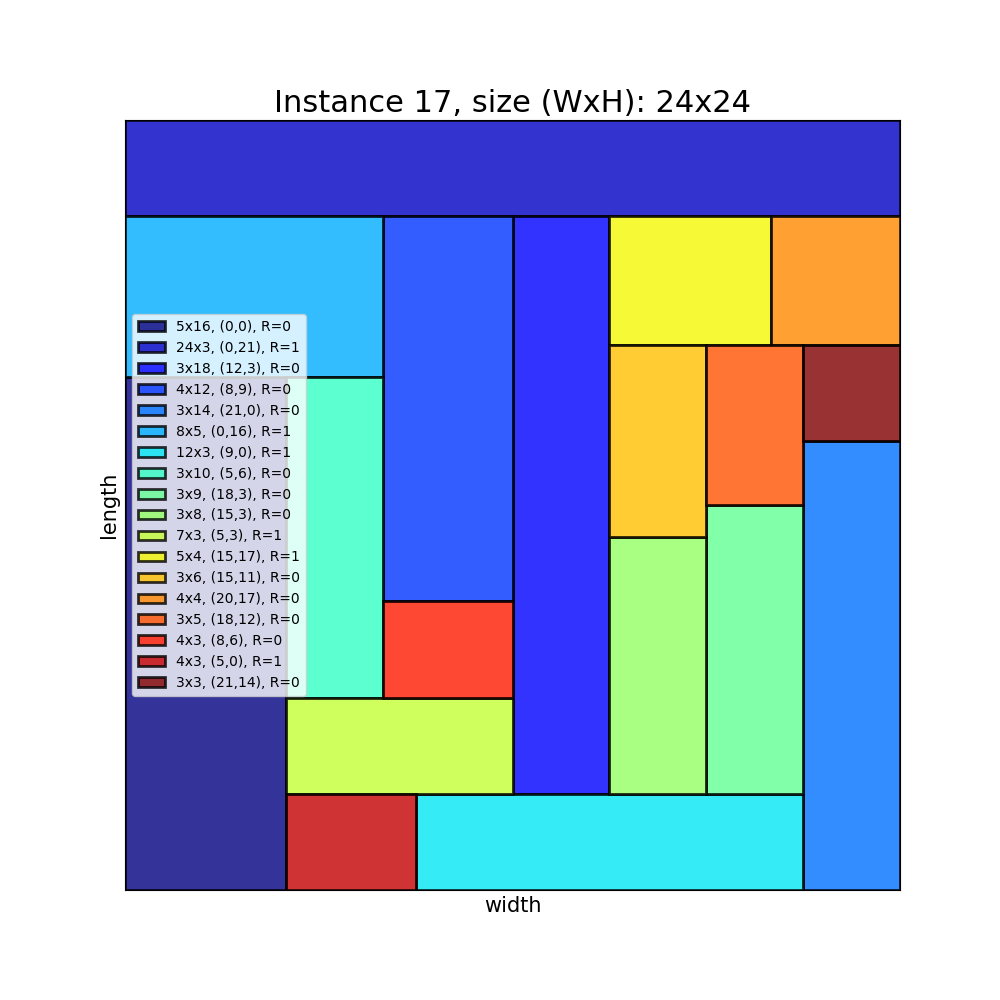 Instance 17, size (WxH): 24x24
length
5x16, (0,0), R=0
24x3, (0,21), R=1
3x18, (12,3), R=0
4x12, (8,9), R=0
3x14, (21,0), R=0
8x5, (0,16), R=1
12x3, (9,0), R=1
3x10, (5,6), R=0
3x9, (18,3), R=0
3x8, (15,3), R=0
7x3, (5,3), R=1
5x4, (15,17), R=1
3x6, (15,11), R=0
4x4, (20,17), R=0
3x5, (18,12), R=0
4x3, (8,6), R=0
4x3, (5,0), R=1
3x3, (21,14), R=0
width